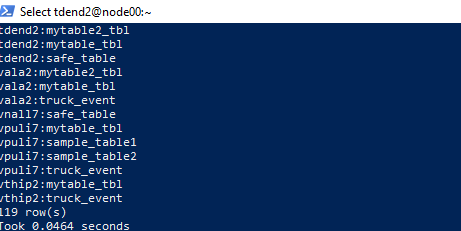 Select tdend2@node00:~
tdend2:mytable2_tbl
tdend2:mytable_tbl
tdend2:safe_table
vala2:mytable2_tbl
vala2:mytable_tbl
vala2:truck_event
vnall7:safe_table
vpuli7:mytable_tbl
vpuli7:sample_table1
vpuli7:sample_table2
vpuli7:truck_event
vthip2:mytable_tbl
vthip2:truck_event
119 row(s)
Took 0.0464 seconds